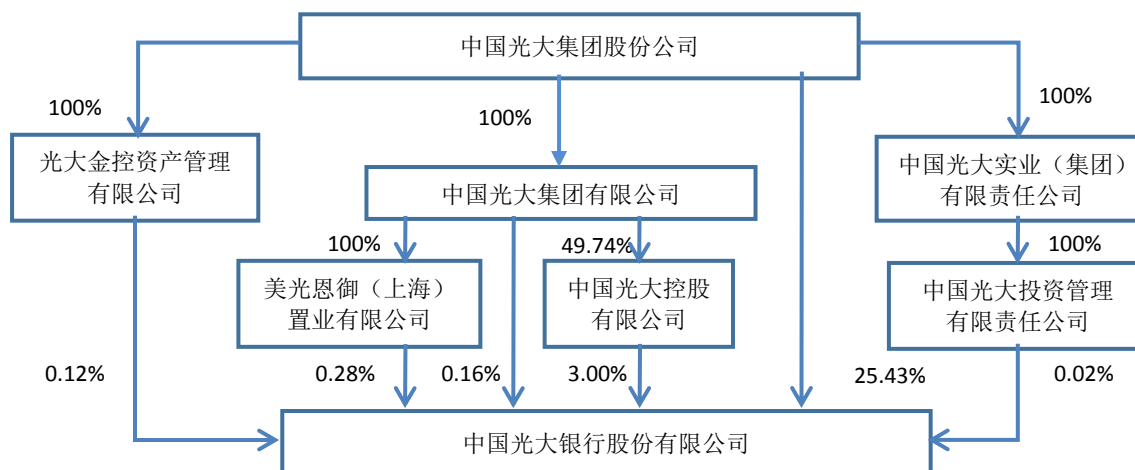 中国光大集团股份公司
100%
100%
100%
光大金控资产管理
有限公司
中国光大集团有限公司
中国光大实业（集团）
有限责任公司
100%
49.74%
100%
美光恩御（上海）
置业有限公司
中国光大控股
有限公司
中国光大投资管理
有限责任公司
0.12%
0.28%
0.16%
3.00%
25.43%
0.02%
中国光大银行股份有限公司